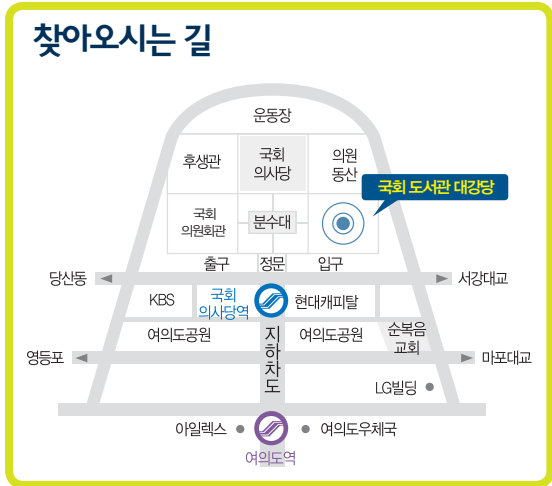 찾아오시는 길
운동장
후생관
국회
의사당
의원
동산
국회 도서관 대강당
국회
의원회관
분수대
출구
정문
입구
당산동
서강대교
KBS
국회
의사당역
현대캐피탈
여의도공원
지하차도
여의도공원
순복음
교회
영등포
마포대교
LG빌딩
아일렉스
여의도우체국
여의도역